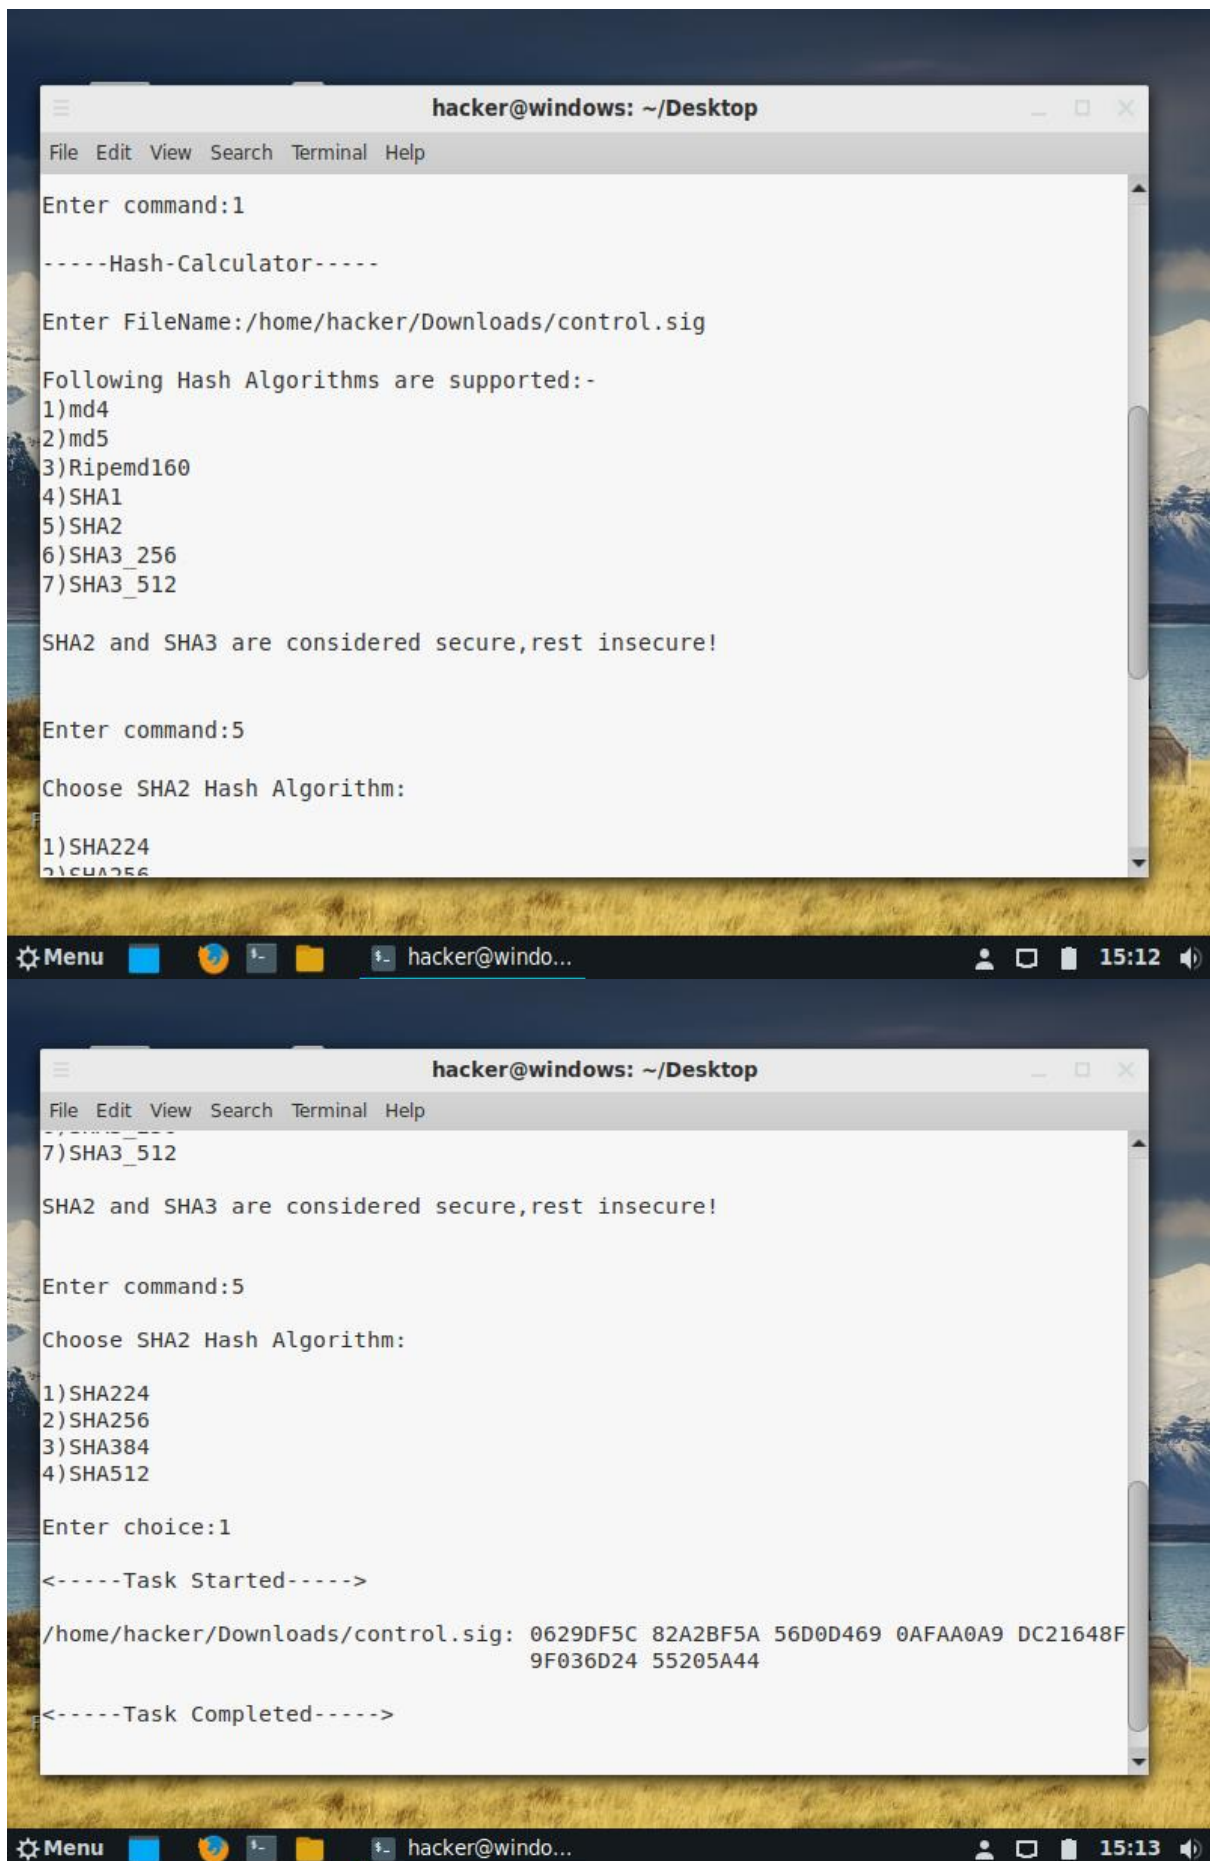 hacker@windows: ~/Desktop
File Edit View Search Terminal Help
Enter command:1
-----Hash-Calculator-----
Enter FileName:/home/hacker/Downloads/control.sig
Following Hash Algorithms are supported:-
1)md4
2)md5
3)Ripemd160
4)SHA1
5)SHA2
6)SHA3_256
7)SHA3_512
SHA2 and SHA3 are considered secure,rest insecure!
Enter command:5
Choose SHA2 Hash Algorithm:
1)SHA224
2)SHA256
Menu hacker@windo... 15:12
hacker@windows: ~/Desktop
File Edit View Search Terminal Help
7)SHA3_512
SHA2 and SHA3 are considered secure,rest insecure!
Enter command:5
Choose SHA2 Hash Algorithm:
1)SHA224
2)SHA256
3)SHA384
4)SHA512
Enter choice:1
<-----Task Started----->
/home/hacker/Downloads/control.sig: 0629DF5C 82A2BF5A 56D0D469 0AFAA0A9 DC21648F
9F036D24 55205A44
<-----Task Completed----->
Menu hacker@windo... 15:13